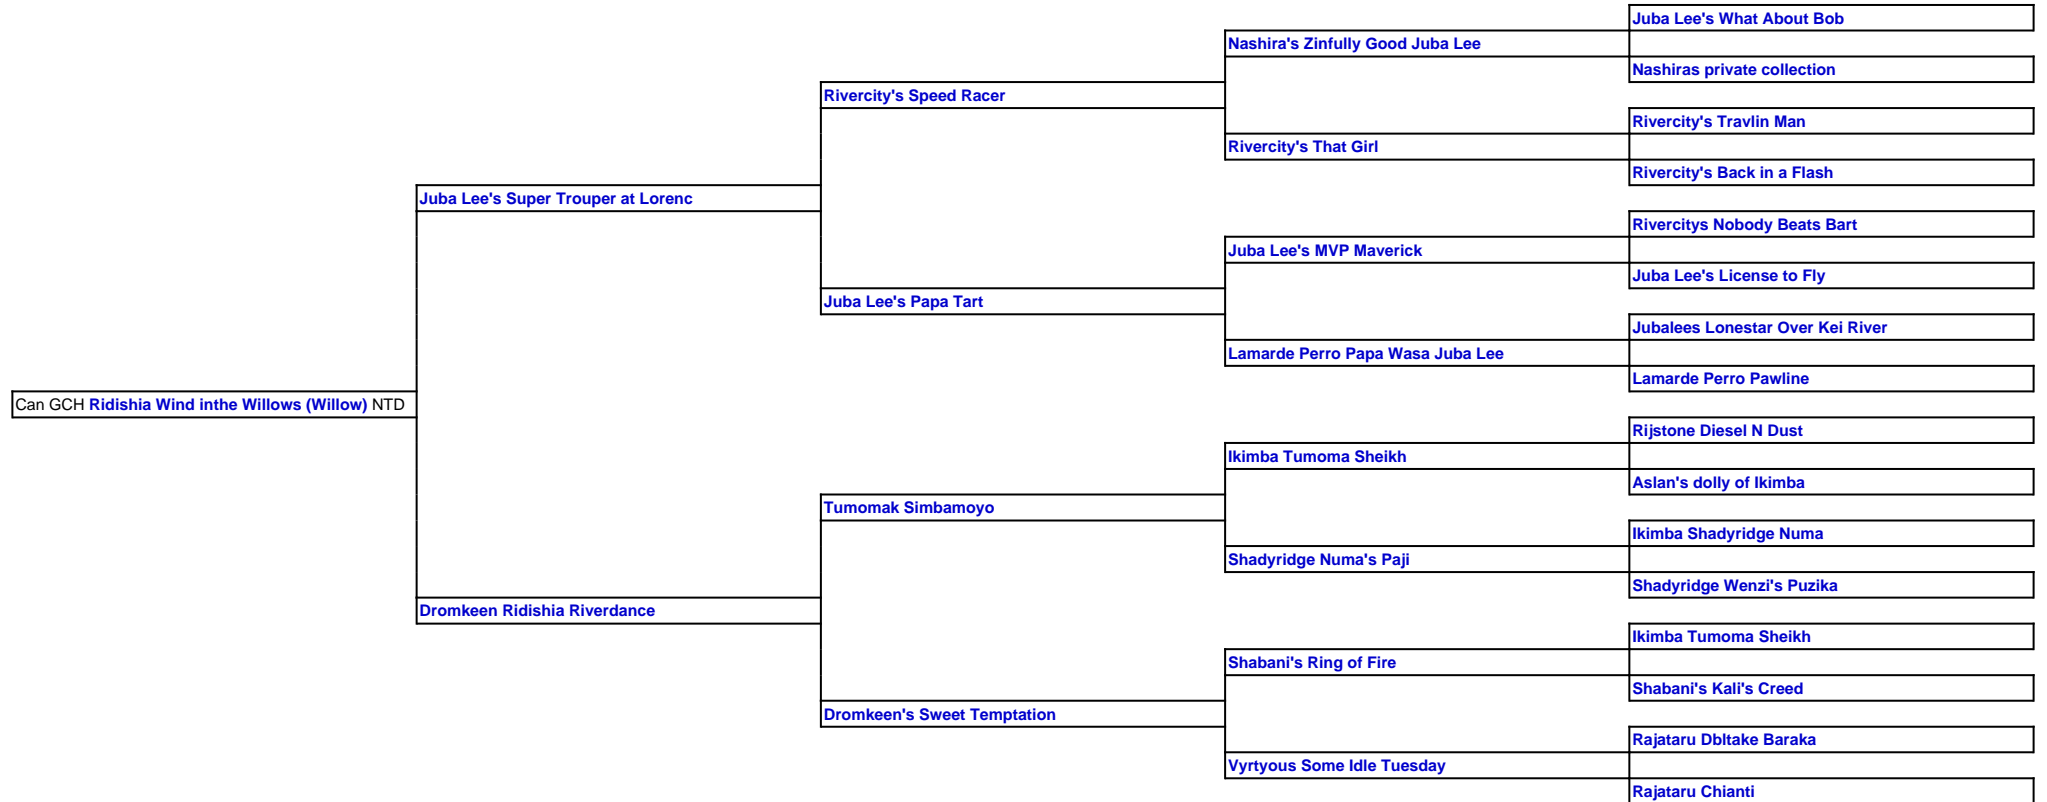 Juba Lee's What About Bob
Nashira's Zinfully Good Juba Lee
Nashiras private collection
Rivercity's Speed Racer
Rivercity's Travlin Man
Rivercity's That Girl
Rivercity's Back in a Flash
Juba Lee's Super Trouper at Lorenc
Rivercitys Nobody Beats Bart
Juba Lee's MVP Maverick
Juba Lee's License to Fly
Juba Lee's Papa Tart
Jubalees Lonestar Over Kei River
Lamarde Perro Papa Wasa Juba Lee
Lamarde Perro Pawline
Can GCH Ridishia Wind inthe Willows (Willow) NTD
Rijstone Diesel N Dust
Ikimba Tumoma Sheikh
Aslan's dolly of Ikimba
Tumomak Simbamoyo
Ikimba Shadyridge Numa
Shadyridge Numa's Paji
Shadyridge Wenzi's Puzika
Dromkeen Ridishia Riverdance
Ikimba Tumoma Sheikh
Shabani's Ring of Fire
Shabani's Kali's Creed
Dromkeen's Sweet Temptation
Rajataru Dbltake Baraka
Vyrtyous Some Idle Tuesday
Rajataru Chianti